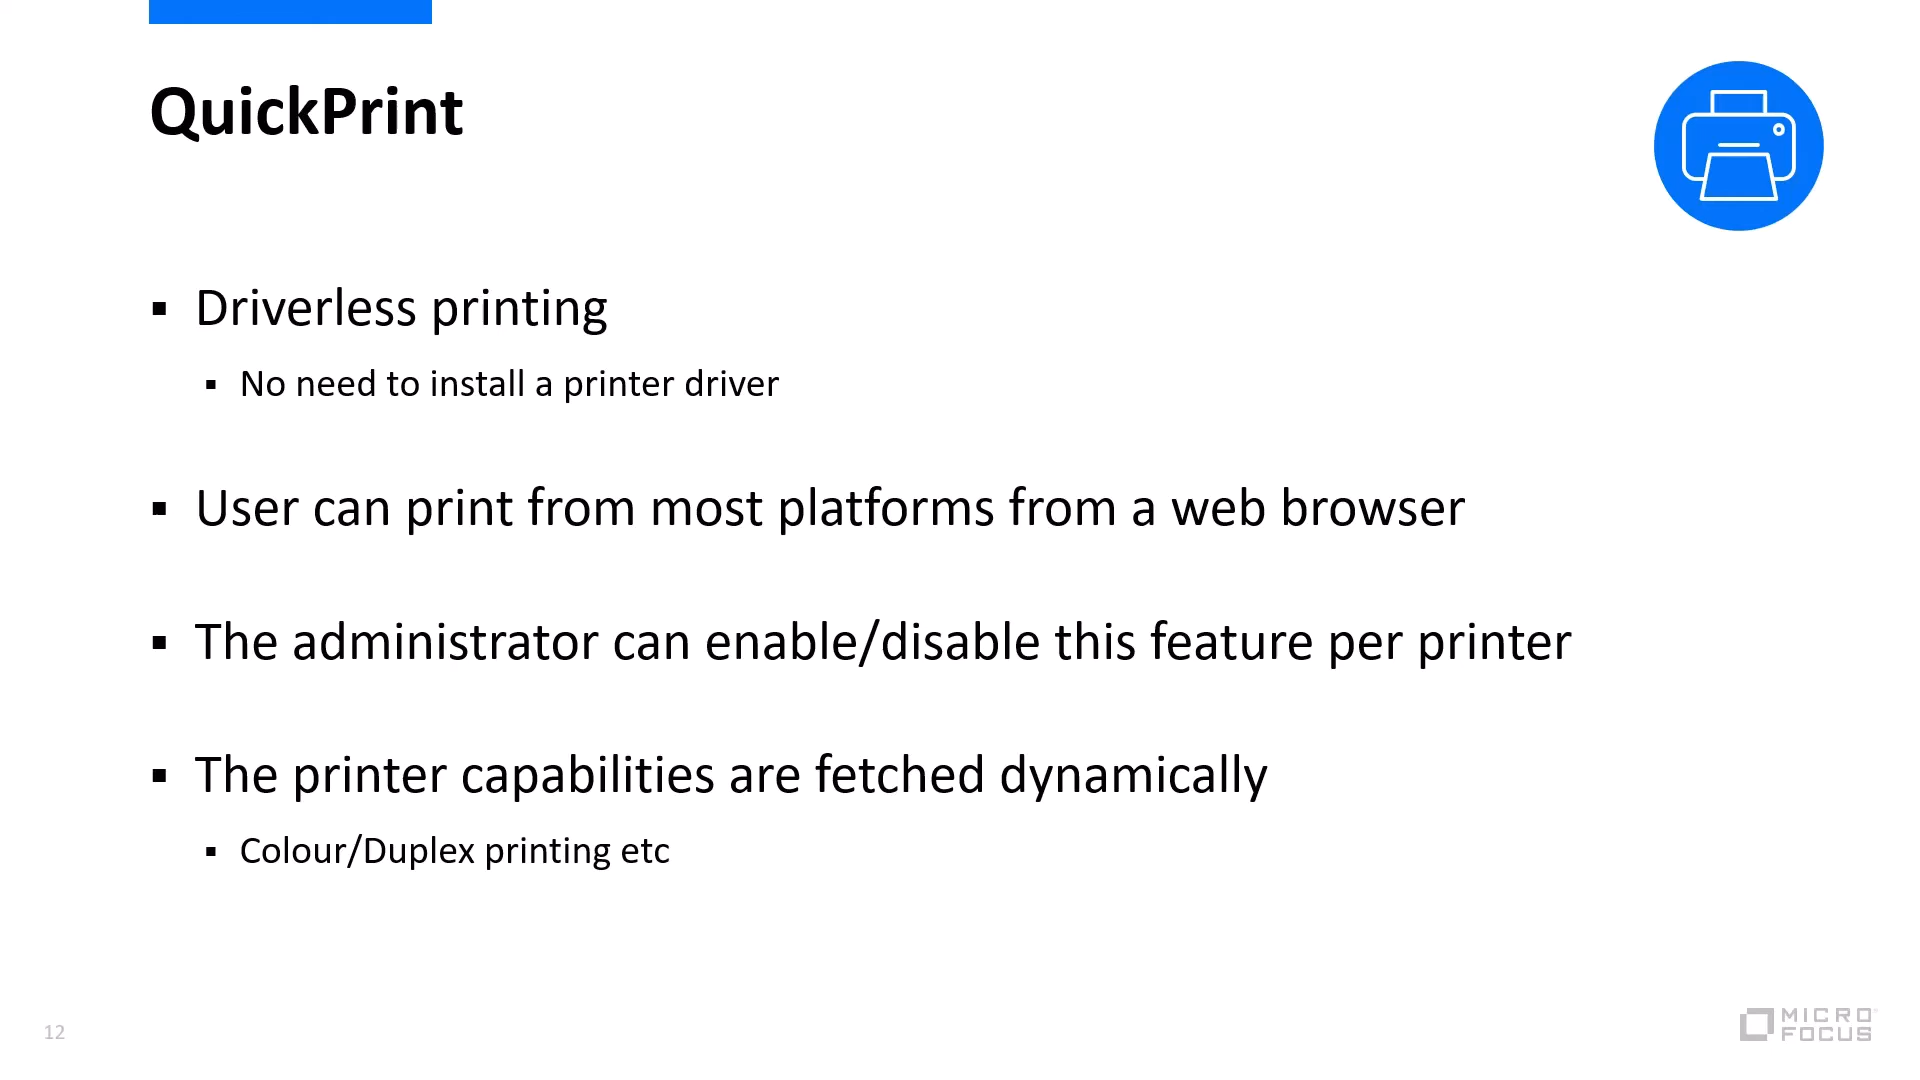 QuickPrint
▪ Driverless printing
▪ No need to install a printer driver
▪ User can print from most platforms from a web browser
▪ The administrator can enable/disable this feature per printer
▪ The printer capabilities are fetched dynamically
▪ Colour/Duplex printing etc
12
MICRO
FOCUS